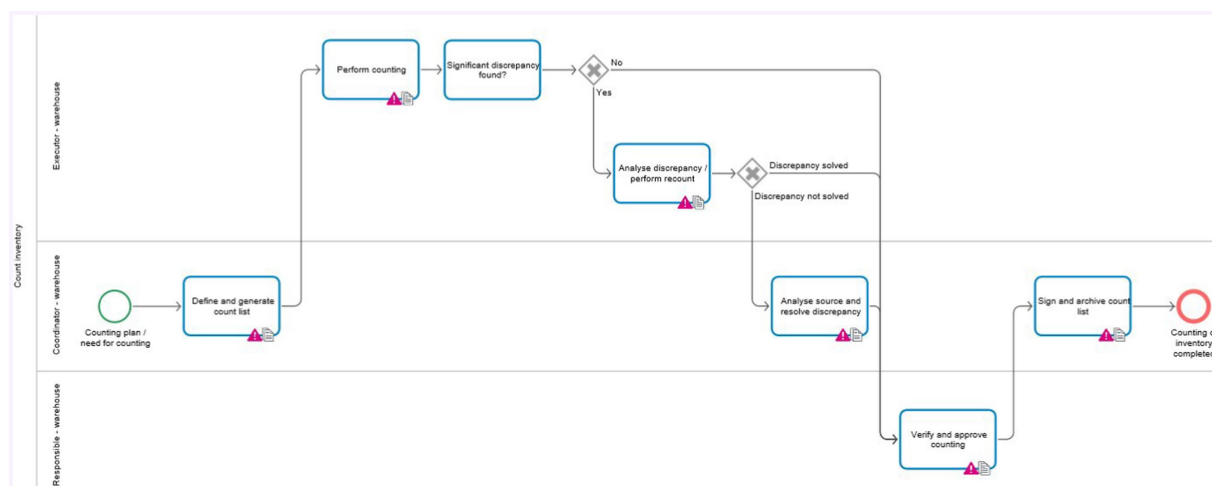 Count inventory
Executor - warehouse
Perform counting
Significant discrepancy
found?
No
Yes
Analyse discrepancy /
perform recount
Discrepancy solved
Discrepancy not solved
Coordinator - warehouse
Counting plan /
need for counting
Define and generate
count list
Analyse source and
resolve discrepancy
Sign and archive count
list
Counting
inventory
completed
Responsible - warehouse
Verify and approve
counting